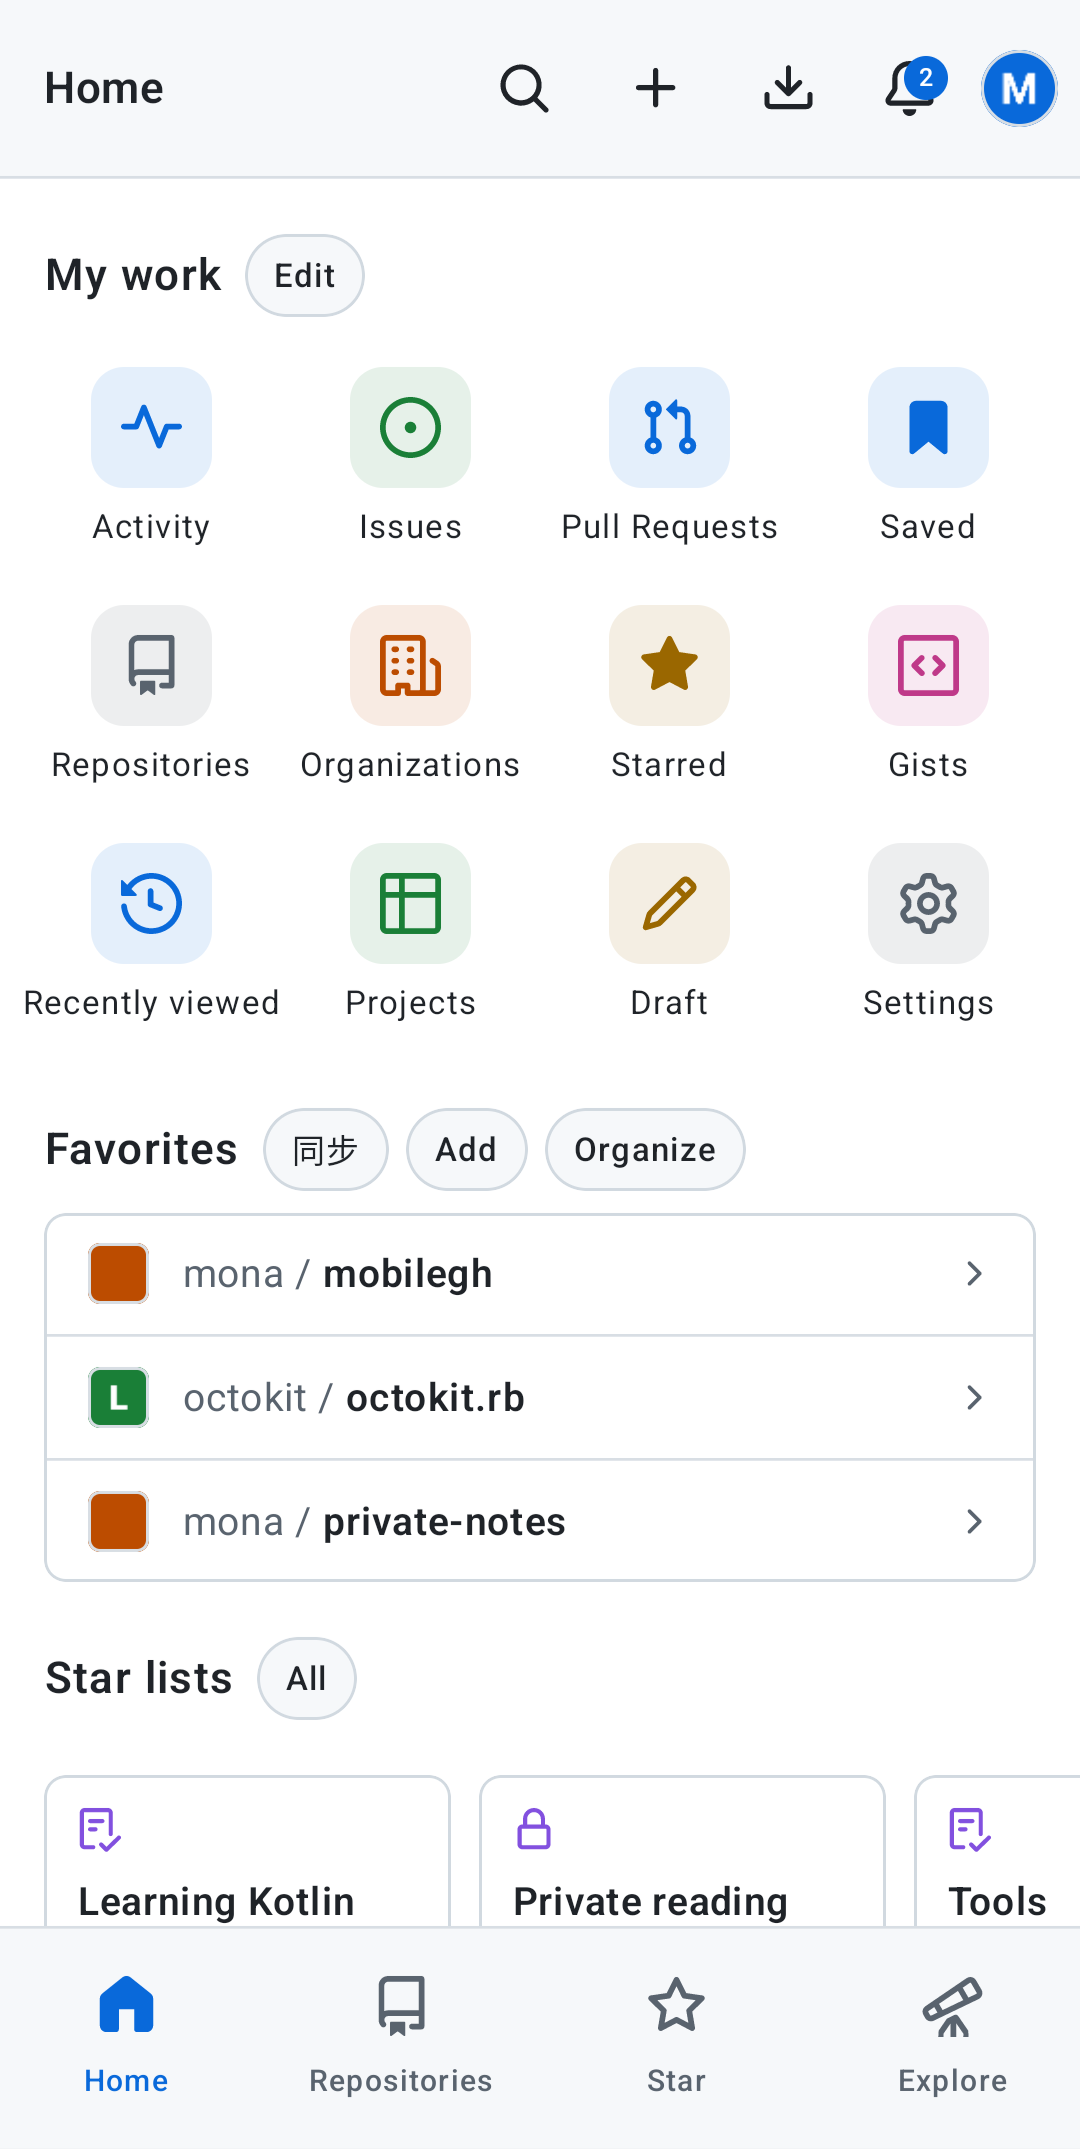 Home
2
M
My work
Edit
Activity
Issues
Pull Requests
Saved
Repositories
Organizations
Starred
Gists
Recently viewed
Projects
Draft
Settings
Favorites
同步
Add
Organize
mona / mobilegh
L
octokit / octokit.rb
mona / private-notes
Star lists
All
Learning Kotlin
Private reading
Tools
Home
Repositories
Star
Explore